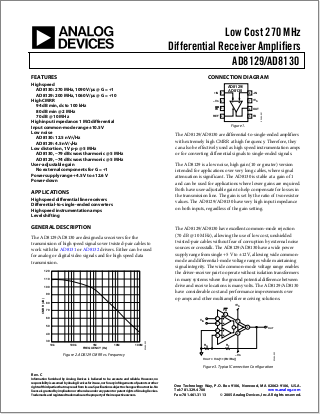 ANALOG
DEVICES
Low Cost 270 MHz
Differential Receiver Amplifiers
AD8129/AD8130
FEATURES
High speed
AD8130: 270 MHz, 1090 V/μs @ G = +1
AD8129: 200 MHz, 1060 V/μs @ G = +10
High CMRR
94 dB min, dc to 100 kHz
80 dB min @ 2 MHz
70 dB @ 10 MHz
High input impedance: 1 MΩ differential
Input common-mode range ±10.5 V
Low noise
AD8130: 12.5 nV/√Hz
AD8129: 4.5 nV/√Hz
Low distortion, 1 V p-p @ 5 MHz
AD8130, −79 dBc worst harmonic @ 5 MHz
AD8129, −74 dBc worst harmonic @ 5 MHz
User-adjustable gain
No external components for G = +1
Power supply range +4.5 V to ±12.6 V
Power-down
APPLICATIONS
High speed differential line receivers
Differential-to-single-ended converters
High speed instrumentation amps
Level shifting
GENERAL DESCRIPTION
The AD8129/AD8130 are designed as receivers for the
transmission of high speed signals over twisted-pair cables to
work with the AD8131 or AD8132 drivers. Either can be used
for analog or digital video signals and for high speed data
transmission.
FREQUENCY (Hz)
Figure 2. AD8129 CMRR vs. Frequency
CONNECTION DIAGRAM
AD8129/
AD8130
Figure 1.
The AD8129/AD8130 are differential-to-single-ended amplifiers
with extremely high CMRR at high frequency. Therefore, they
can also be effectively used as high speed instrumentation amps
or for converting differential signals to single-ended signals.
The AD8129 is a low noise, high gain (10 or greater) version
intended for applications over very long cables, where signal
attenuation is significant. The AD8130 is stable at a gain of 1
and can be used for applications where lower gains are required.
Both have user-adjustable gain to help compensate for losses in
the transmission line. The gain is set by the ratio of two resistor
values. The AD8129/AD8130 have very high input impedance
on both inputs, regardless of the gain setting.
The AD8129/AD8130 have excellent common-mode rejection
(70 dB @ 10 MHz), allowing the use of low cost, unshielded
twisted-pair cables without fear of corruption by external noise
sources or crosstalk. The AD8129/AD8130 have a wide power
supply range from single +5 V to ±12 V, allowing wide common-
mode and differential-mode voltage ranges while maintaining
signal integrity. The wide common-mode voltage range enables
the driver-receiver pair to operate without isolation transformers
in many systems where the ground potential difference between
drive and receive locations is many volts. The AD8129/AD8130
have considerable cost and performance improvements over
op amps and other multiamplifier receiving solutions.
Figure 3. Typical Connection Configuration
Rev. C
Information furnished by Analog Devices is believed to be accurate and reliable. However, no
responsibility is assumed by Analog Devices for its use, nor for any infringements of patents or other
rights of third parties that may result from its use. Specifications subject to change without notice. No
license is granted by implication or otherwise under any patent or patent rights of Analog Devices.
Trademarks and registered trademarks are the property of their respective owners.
One Technology Way, P.O. Box 9106, Norwood, MA 02062-9106, U.S.A.
Tel: 781.329.4700 www.analog.com
Fax: 781.461.3113 © 2005 Analog Devices, Inc. All rights reserved.